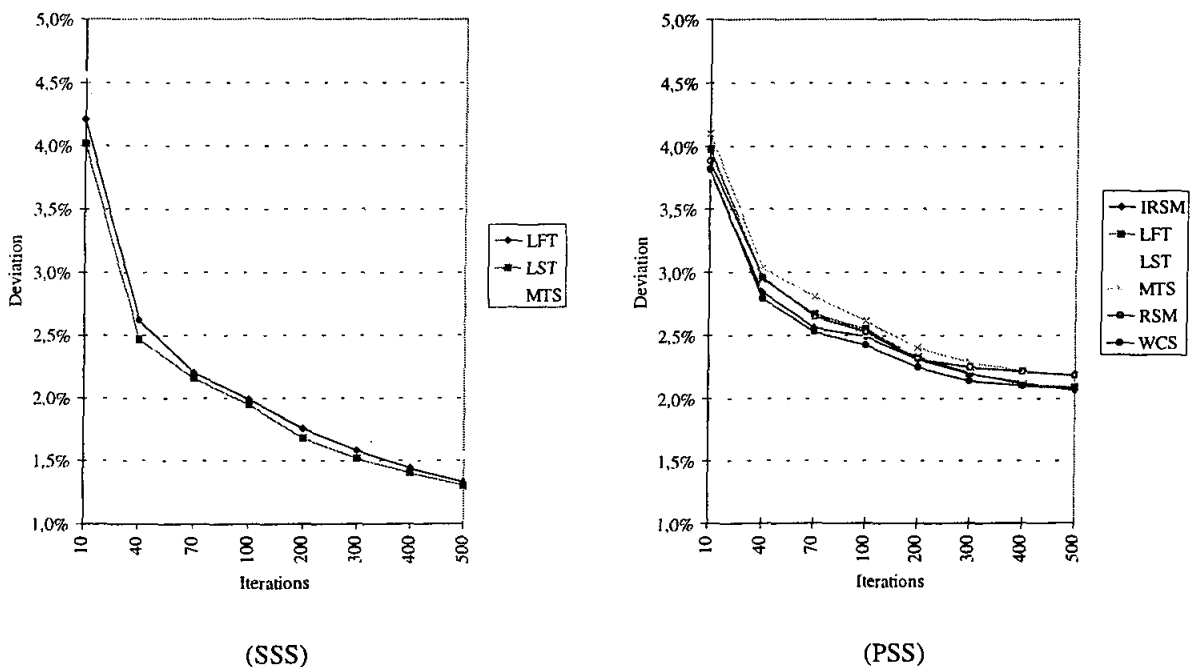 5,0%
4,5%
4,0%
3,5%
3,0%
2,5%
2,0%
1,5%
1,0%
Deviation
10
40
70
100
200
300
400
500
Iterations
LFT
LST
MTS
(SSS)
5,0%
4,5%
4,0%
3,5%
3,0%
2,5%
2,0%
1,5%
1,0%
Deviation
10
40
70
100
200
300
400
500
Iterations
IRSM
LFT
LST
MTS
RSM
WCS
(PSS)